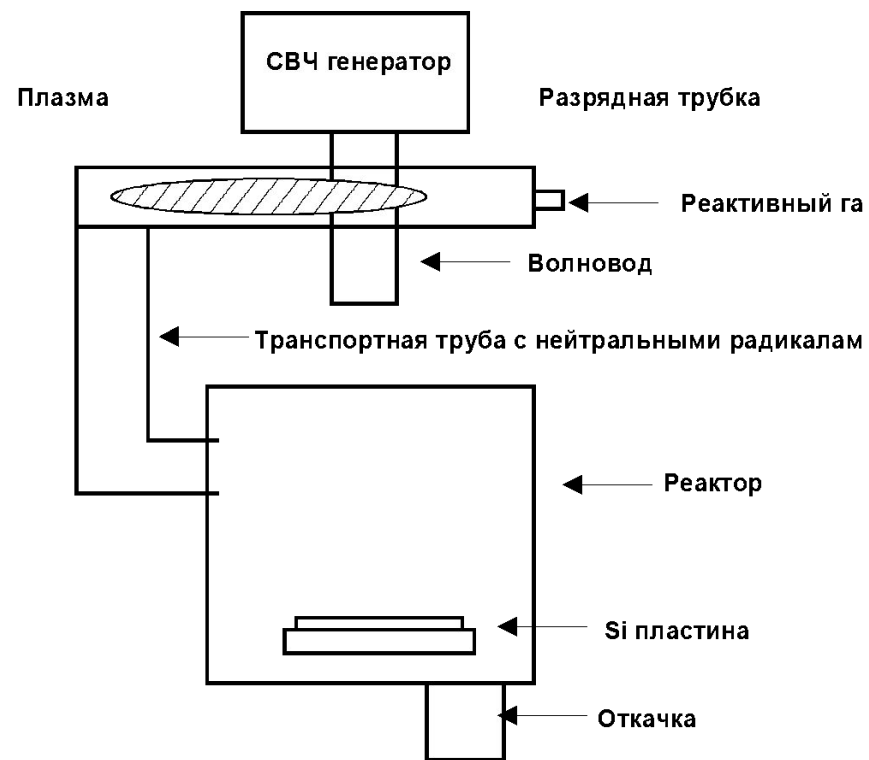 СВЧ генератор
Плазма
Разрядная трубка
Реактивный га
Волновод
Транспортная труба с нейтральными радикалам
Реактор
Si пластина
Откачка